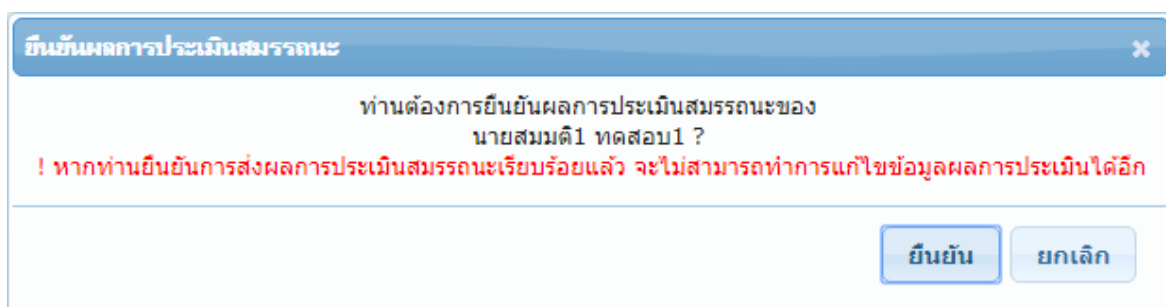 ยืนยันผลการประเมินสมรรถนะ
ท่านต้องการยืนยันผลการประเมินสมรรถนะของ
นายสมมติ1 ทดสอบ1 ?
! หากท่านยืนยันการส่งผลการประเมินสมรรถนะเรียบร้อยแล้ว จะไม่สามารถทำการแก้ไขข้อมูลผลการประเมินได้อีก
ยืนยัน ยกเลิก